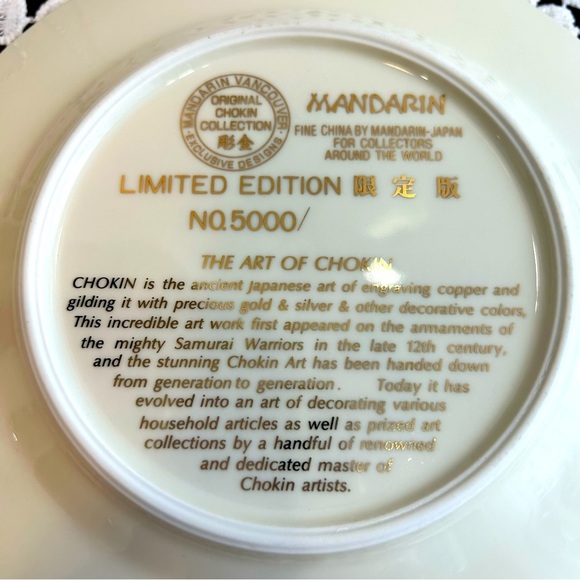 MANDARIN VANCOUVER
ORIGINAL
CHOKIN
COLLECTION
彫金
·EXCLUSIVE DESIGNS·
MANDARIN
FINE CHINA BY MANDARIN-JAPAN
FOR COLLECTORS
AROUND THE WORLD
LIMITED EDITION 限定版
NO.5000/
THE ART OF CHOKIN
CHOKIN is the ancient Japanese art of engraving copper and
gilding it with precious gold & silver & other decorative colors,
This incredible art work first appeared on the armaments of
the mighty Samurai Warriors in the late 12th century,
and the stunning Chokin Art has been handed down
from generation to generation. Today it has
evolved into an art of decorating various
household articles as well as prized art
collections by a handful of renowned
and dedicated master of
Chokin artists.